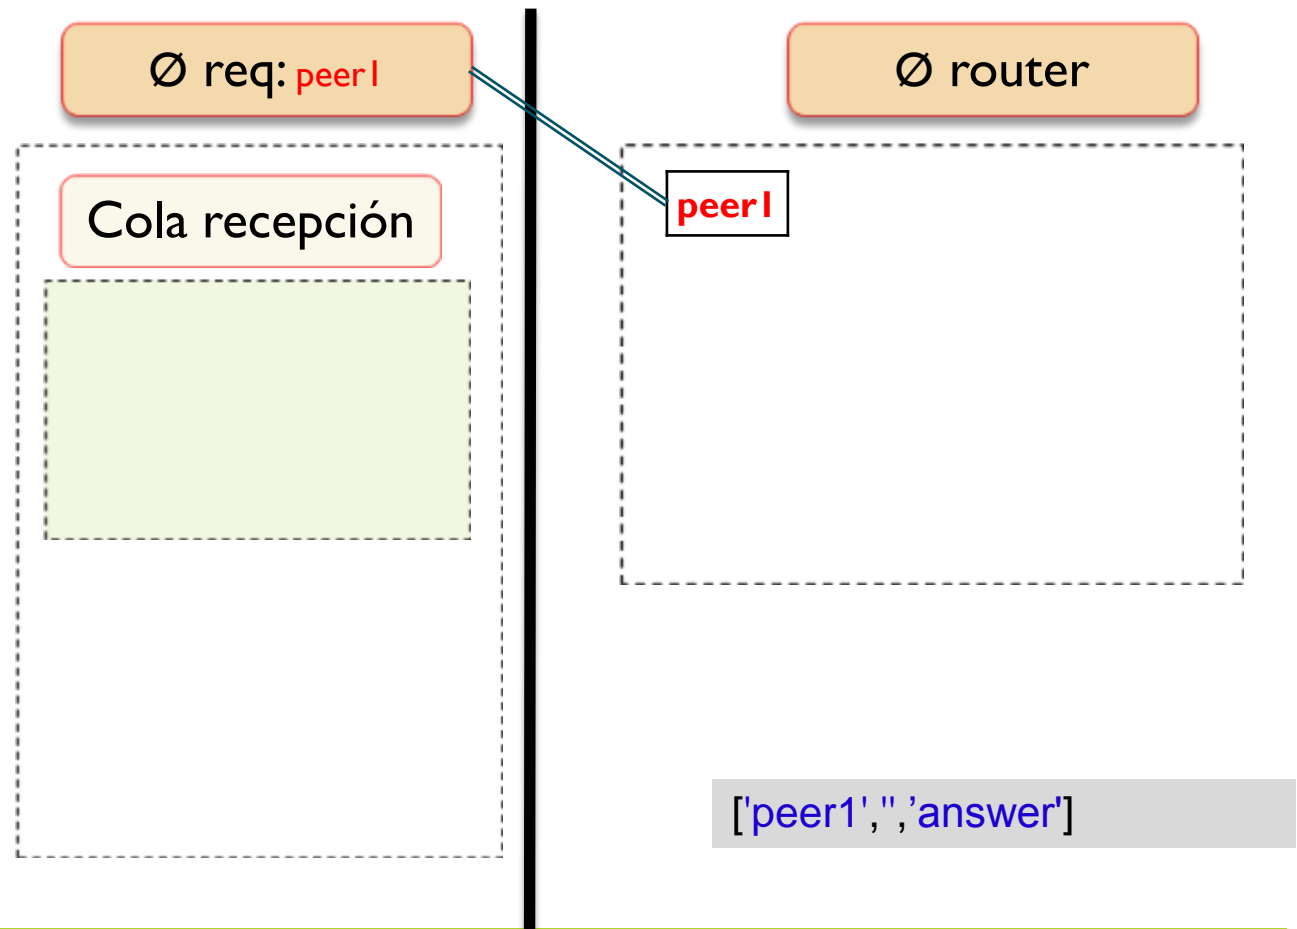 Ø req: peer1
Ø router
Cola recepción
peer1
['peer1','',’answer']